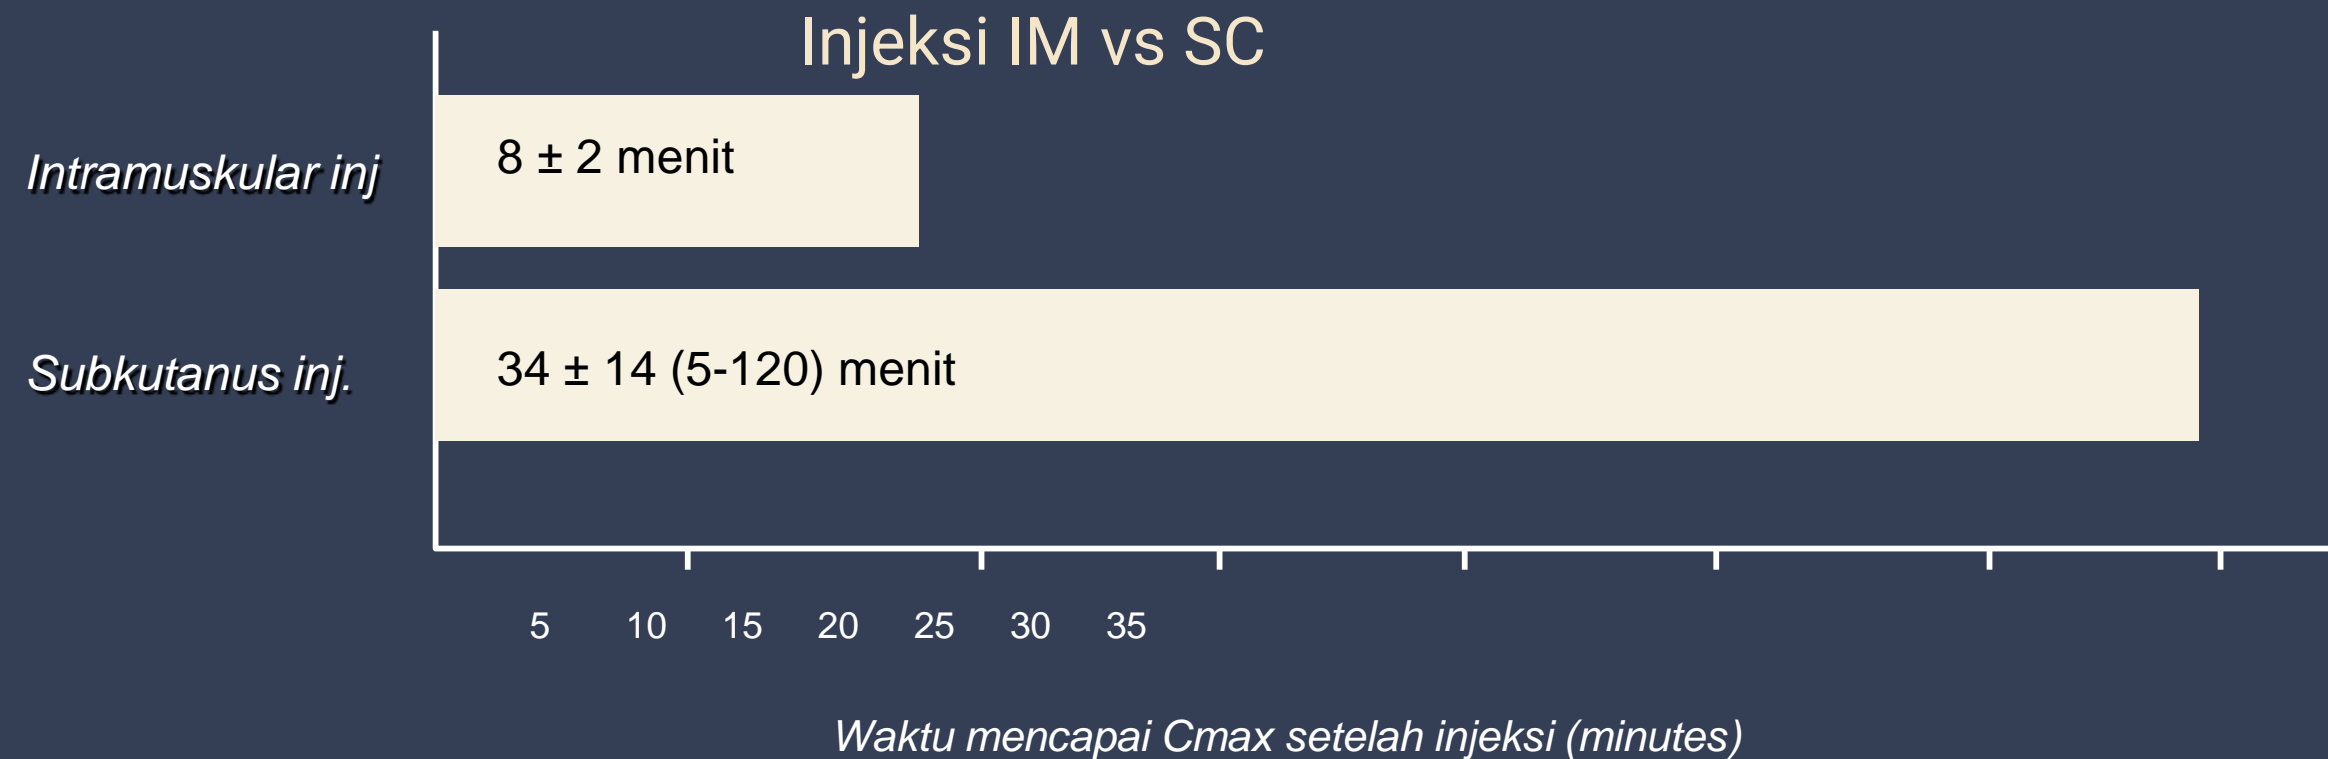 Injeksi IM vs SC
Intramuskular inj
8 ± 2 menit
Subkutanus inj.
34 ± 14 (5-120) menit
5 10 15 20 25 30 35
Waktu mencapai Cmax setelah injeksi (minutes)